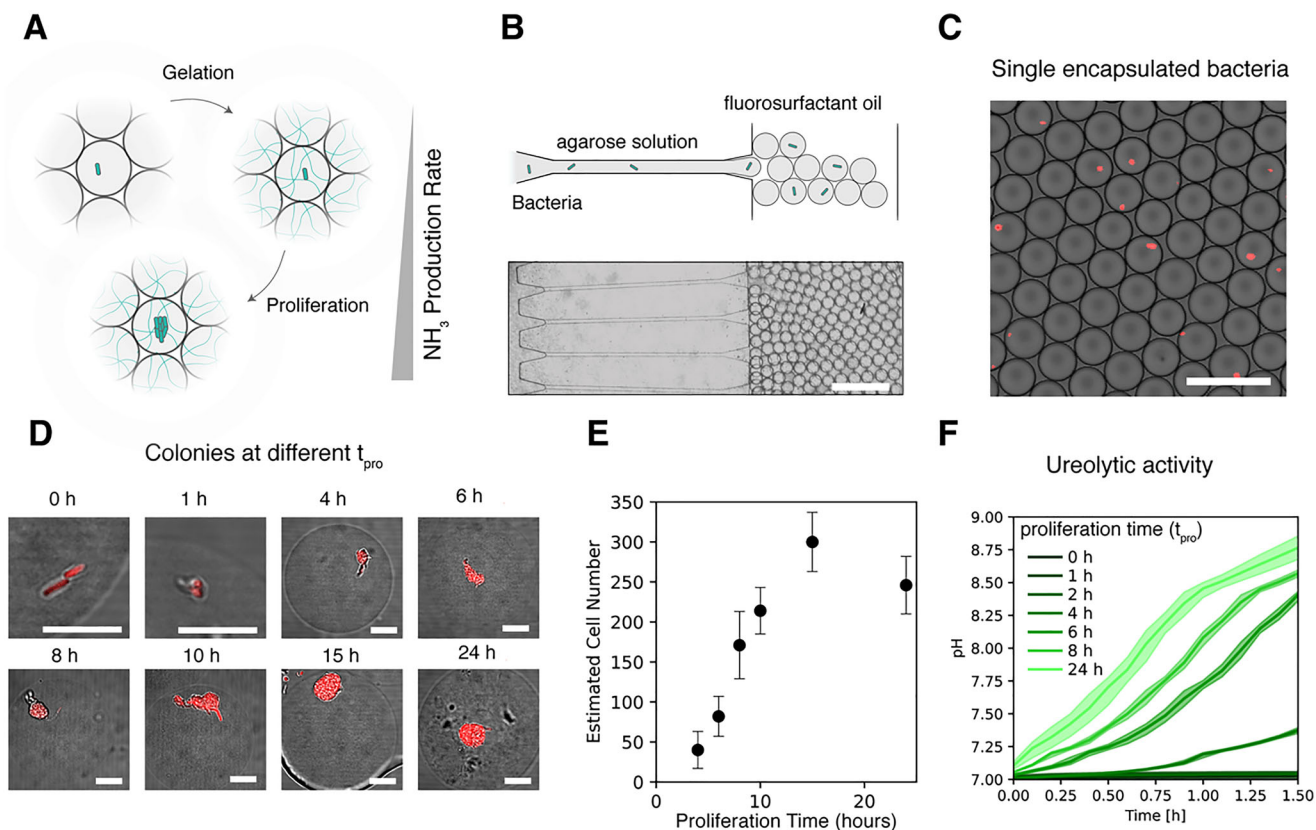 A
Gelation
Proliferation
NH3 Production Rate
B
fluorosurfactant oil
agarose solution
Bacteria
C
Single encapsulated bacteria
D
Colonies at different tpro
0 h
1 h
4 h
6 h
8 h
10 h
15 h
24 h
E
Estimated Cell Number
350
300
250
200
150
100
50
0
0
10
20
Proliferation Time (hours)
F
Ureolytic activity
pH
9.00
8.75
8.50
8.25
8.00
7.75
7.50
7.25
7.00
proliferation time (tpro)
0 h
1 h
2 h
4 h
6 h
8 h
24 h
0.00
0.25
0.50
0.75
1.00
1.25
1.50
Time [h]